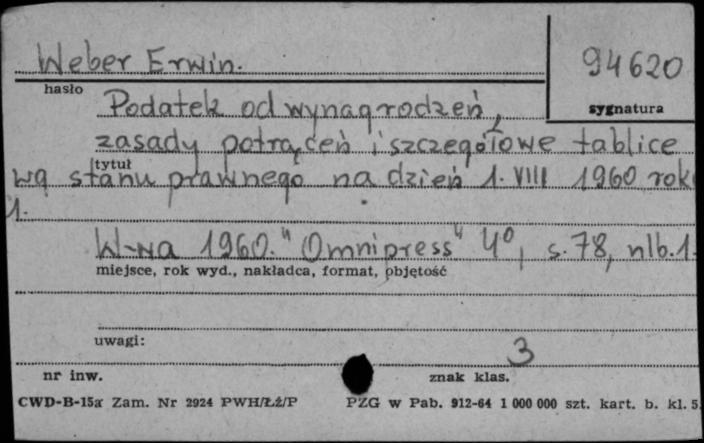 Weber Erwin.
94620
hasło
sygnatura
Podatek od wynagrodzeń,
zasady potrąceń i szczegółowe tablice
tytuł
wg stanu prawnego na dzień 1. VIII 1960 roku
1.
W-wa 1960. "Omnipress" 4°, s. 78, nlb. 1.
miejsce, rok wyd., nakładca, format, objętość
uwagi:
3
nr inw.
znak klas.
CWD-B-15a Zam. Nr 2924 PWH/Łż/P PZG w Pab. 912-64 1 000 000 szt. kart. b. kl. 5